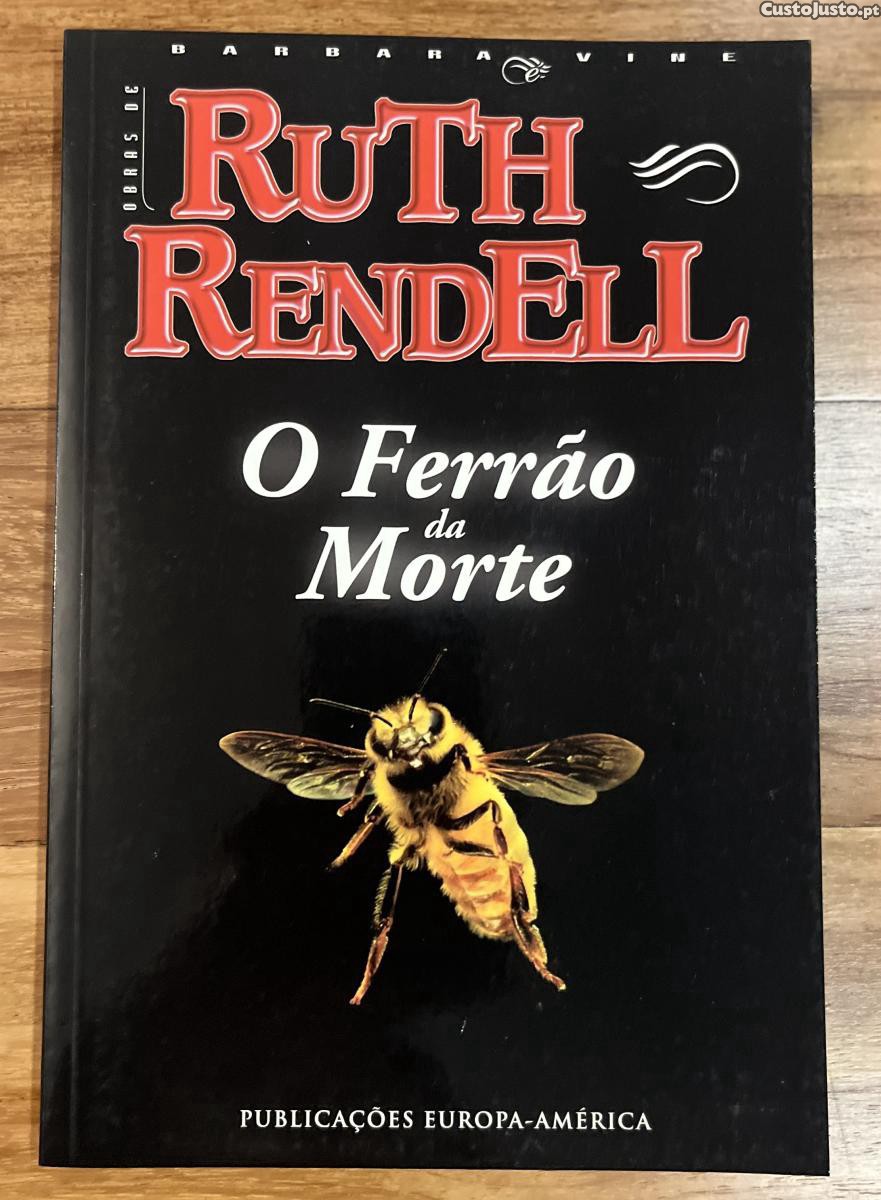 CustoJusto.pt
BARBARA VINE
e
OBRAS DE
RUTH
RENDELL
O Ferrão
da
Morte
PUBLICAÇÕES EUROPA-AMÉRICA